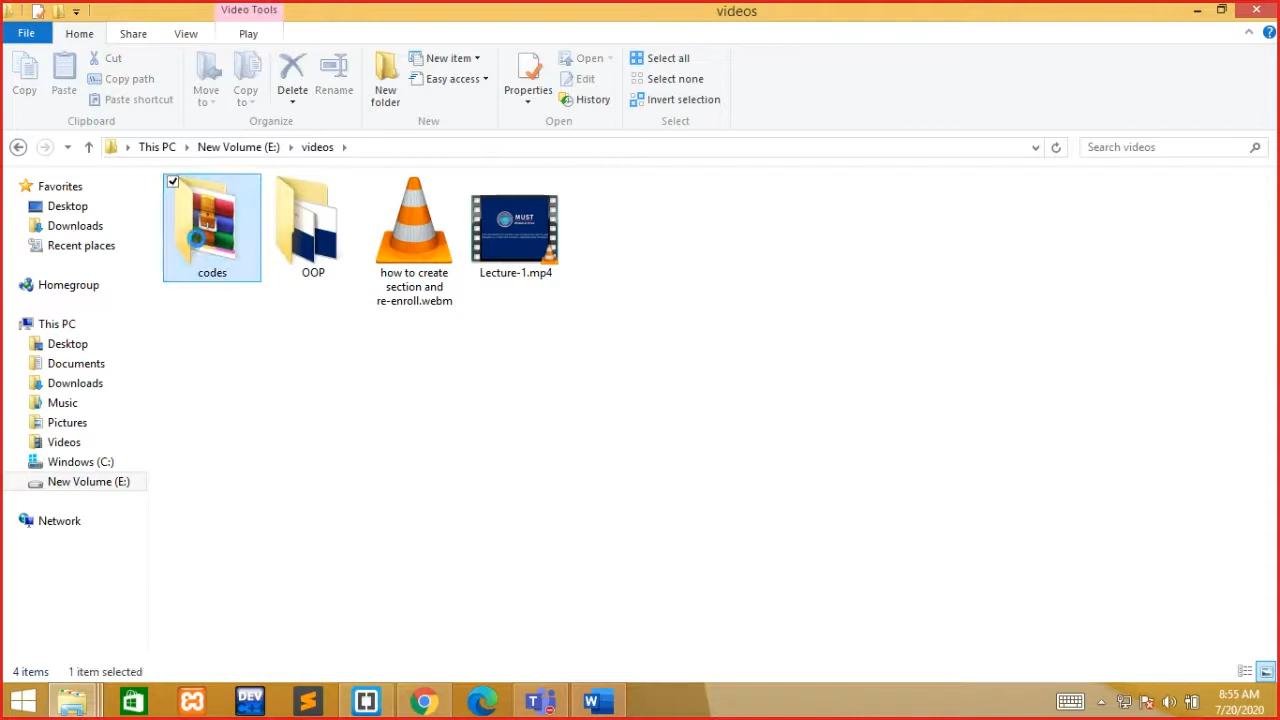 Video Tools
videos
File
Home
Share
View
Play
Copy
Paste
Cut
Copy path
Paste shortcut
Clipboard
Move to
Copy to
Delete
Rename
Organize
New folder
New item
Easy access
New
Properties
Open
Edit
History
Open
Select all
Select none
Invert selection
Select
This PC
New Volume (E:)
videos
Search videos
Favorites
Desktop
Downloads
Recent places
Homegroup
This PC
Desktop
Documents
Downloads
Music
Pictures
Videos
Windows (C:)
New Volume (E:)
Network
codes
OOP
how to create
section and
re-enroll.webm
MUST
Lecture-1.mp4
4 items
1 item selected
DEV
8:55 AM
7/20/2020